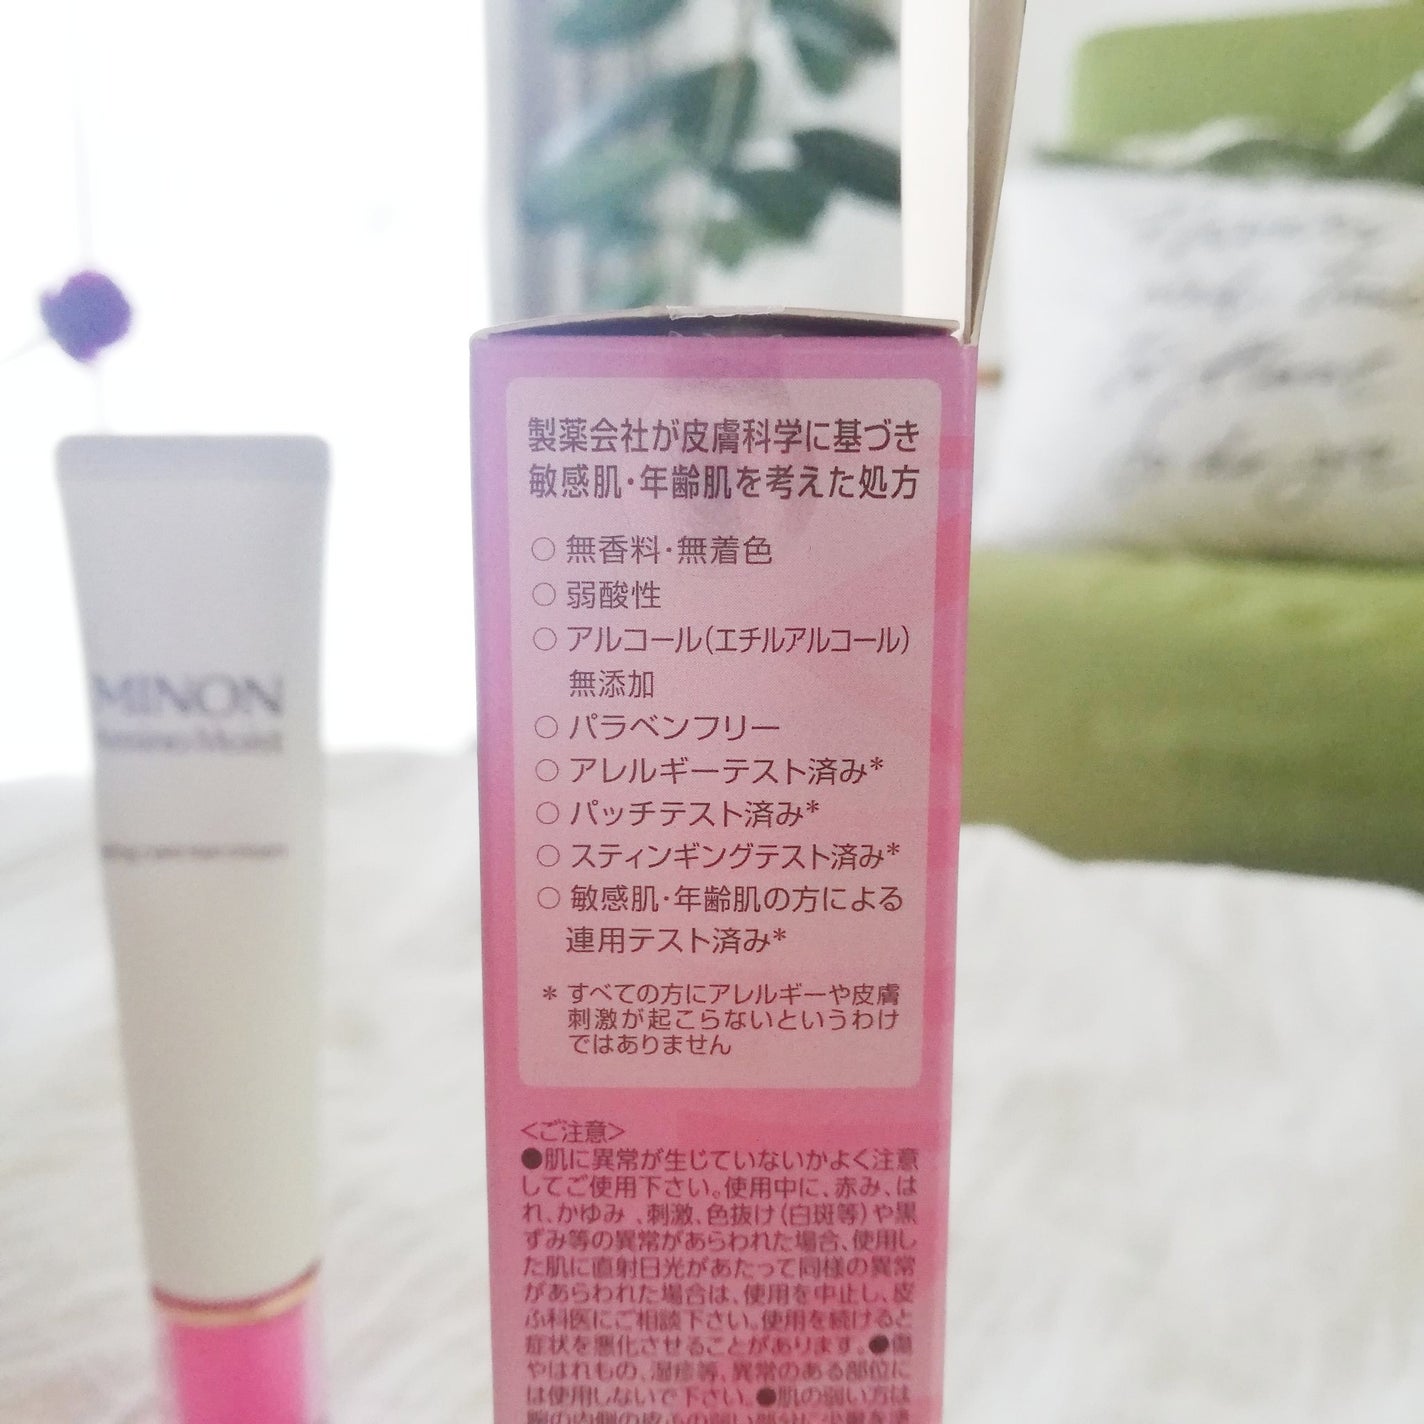 製薬会社が皮膚科学に基づき
敏感肌・年齢肌を考えた処方
○ 無香料・無着色
○ 弱酸性
○ アルコール(エチルアルコール)
無添加
○ パラベンフリー
○ アレルギーテスト済み*
○ パッチテスト済み*
○ スティンギングテスト済み*
○ 敏感肌・年齢肌の方による
連用テスト済み*
* すべての方にアレルギーや皮膚
刺激が起こらないというわけ
ではありません
<ご注意>
●肌に異常が生じていないかよく注意
してご使用下さい。使用中に、赤み、は
れ、かゆみ、刺激、色抜け(白斑等)や黒
ずみ等の異常があらわれた場合、使用し
た肌に直射日光があたって同様の異常
があらわれた場合は、使用を中止し、皮
ふ科医にご相談下さい。使用を続けると
症状を悪化させることがあります。●傷
やはれもの、湿疹等、異常のある部位に
は使用しないで下さい。●肌の弱い方は
MINON
Amino Moist